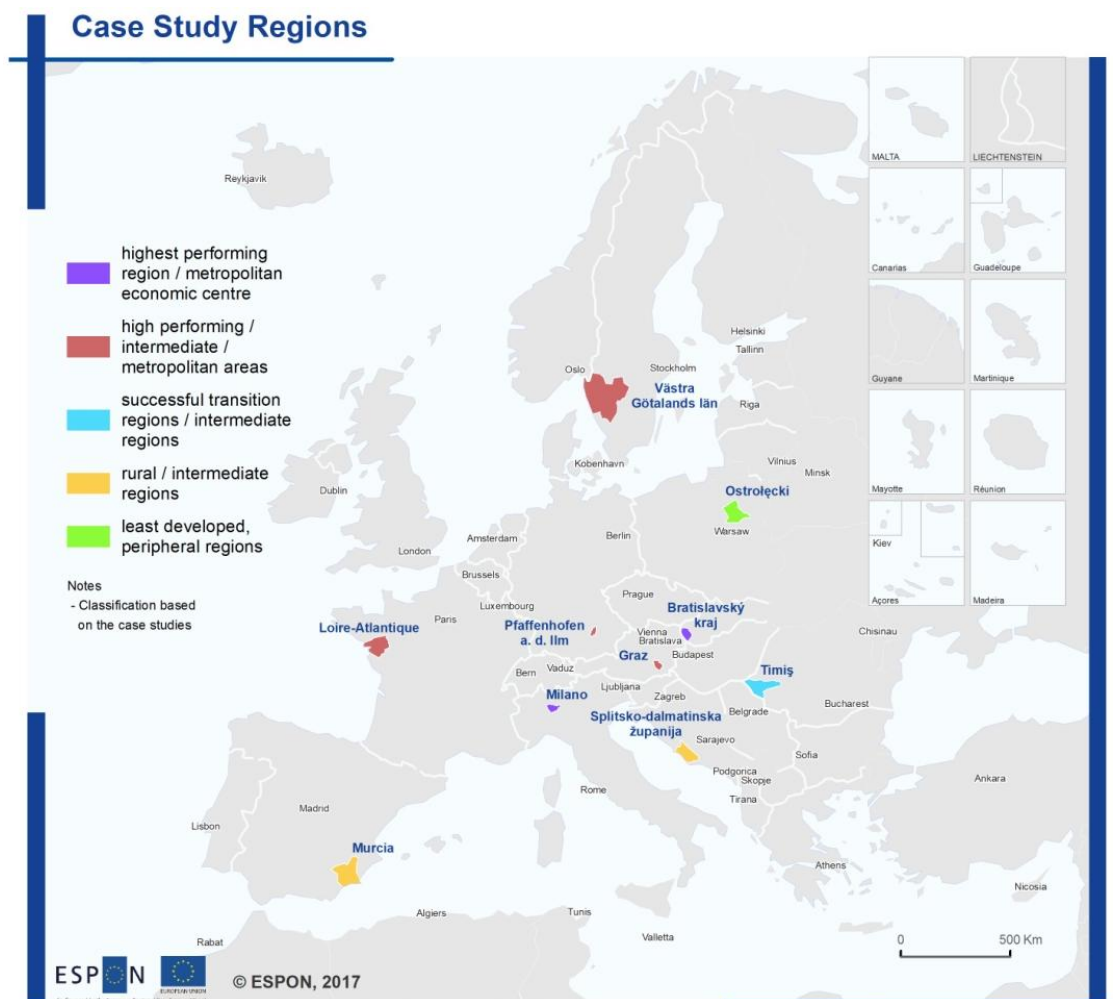 Case Study Regions
highest performing
region / metropolitan
economic centre
high performing /
intermediate /
metropolitan areas
successful transition
regions / intermediate
regions
rural / intermediate
regions
least developed,
peripheral regions
Notes
- Classification based
on the case studies
MALTA
LIECHTENSTEIN
Canarias
Guadeloupe
Guyane
Martinique
Mayotte
Réunion
Kiev
Açores
Madeira
Reykjavik
Helsinki
Tallinn
Oslo
Stockholm
Västra
Götalands län
Riga
Kobenhavn
Vilnius
Minsk
Dublin
Ostrołęcki
Warsaw
Amsterdam
Berlin
London
Brussels
Prague
Luxembourg
Paris
Loire-Atlantique
Pfaffenhofen
a. d. Ilm
Bratislavský
kraj
Vienna
Bratislava
Chisinau
Graz
Budapest
Timiş
Bern
Vaduz
Ljubljana
Zagreb
Milano
Belgrade
Bucharest
Splitsko-dalmatinska
županija
Sarajevo
Sofia
Podgorica
Skopje
Tirana
Ankara
Rome
Madrid
Lisbon
Murcia
Athens
Nicosia
Algiers
Tunis
Valletta
Rabat
0 500 Km
ESPON
EUROPEAN UNION
© ESPON, 2017